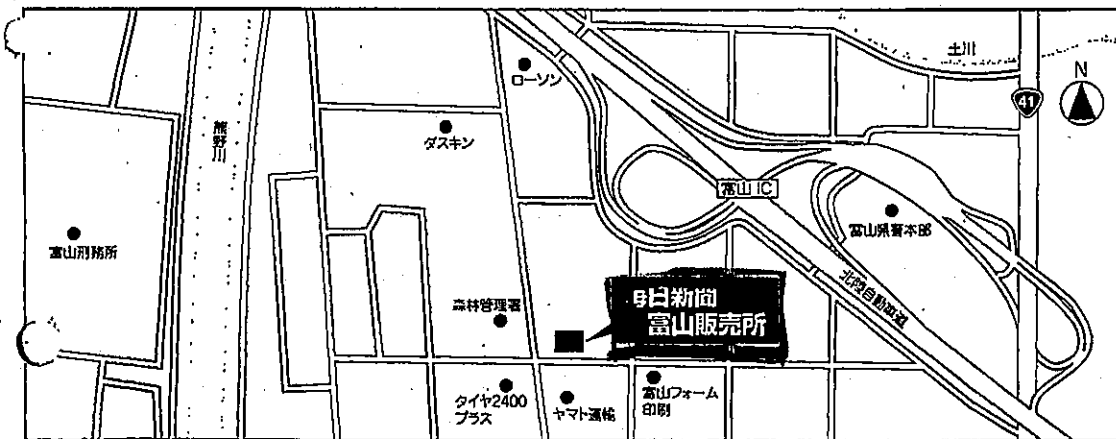 土川
N
41
ローソン
熊野川
ダスキン
富山 IC
富山刑務所
富山県警本部
北陸自動車道
森林管理署
毎日新聞
富山販売所
タイヤ2400
プラス
ヤマト運輸
富山フォーム
印刷